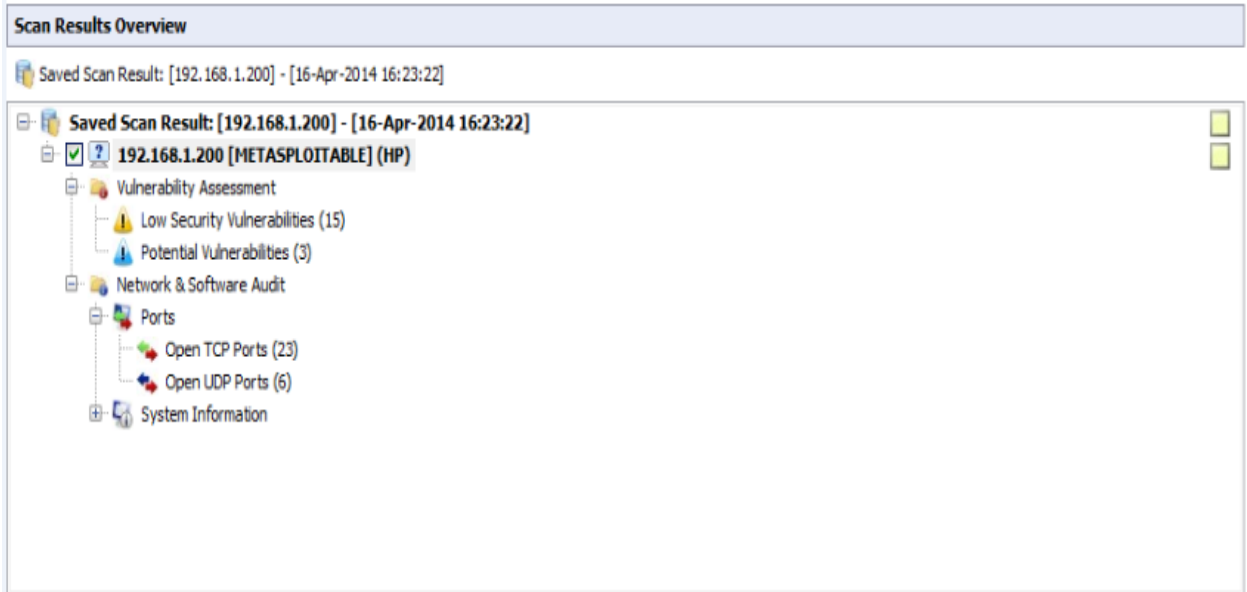 Scan Results Overview
Saved Scan Result: [192.168.1.200] - [16-Apr-2014 16:23:22]
Saved Scan Result: [192.168.1.200] - [16-Apr-2014 16:23:22]
192.168.1.200 [METASPLOITABLE] (HP)
Vulnerability Assessment
Low Security Vulnerabilities (15)
Potential Vulnerabilities (3)
Network & Software Audit
Ports
Open TCP Ports (23)
Open UDP Ports (6)
System Information